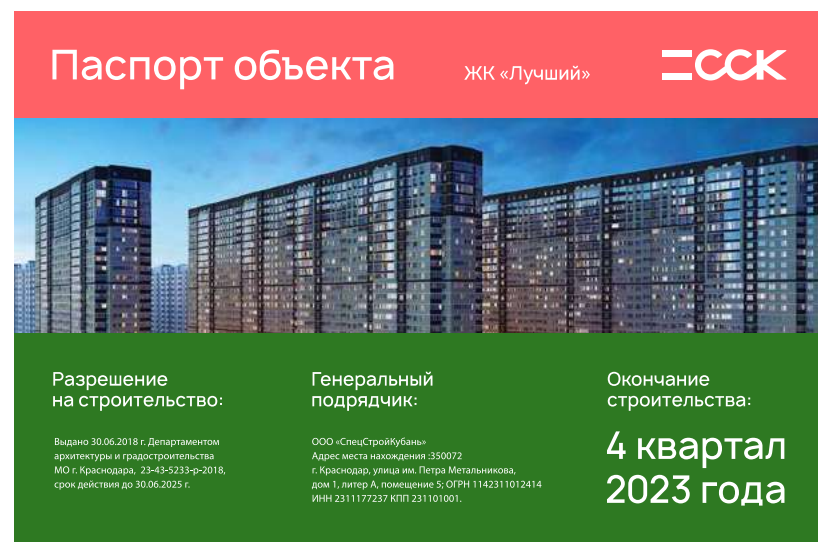 Паспорт объекта
ЖК «Лучший»
ССК
Разрешение
на строительство:
Выдано 30.06.2018 г. Департаментом
архитектуры и градостроительства
МО г. Краснодара, 23-43-5233-р-2018,
срок действия до 30.06.2025 г.
Генеральный
подрядчик:
ООО «СпецСтройКубань»
Адрес места нахождения :350072
г. Краснодар, улица им. Петра Метальникова,
дом 1, литер А, помещение 5; ОГРН 1142311012414
ИНН 2311177237 КПП 231101001.
Окончание
строительства:
4 квартал
2023 года